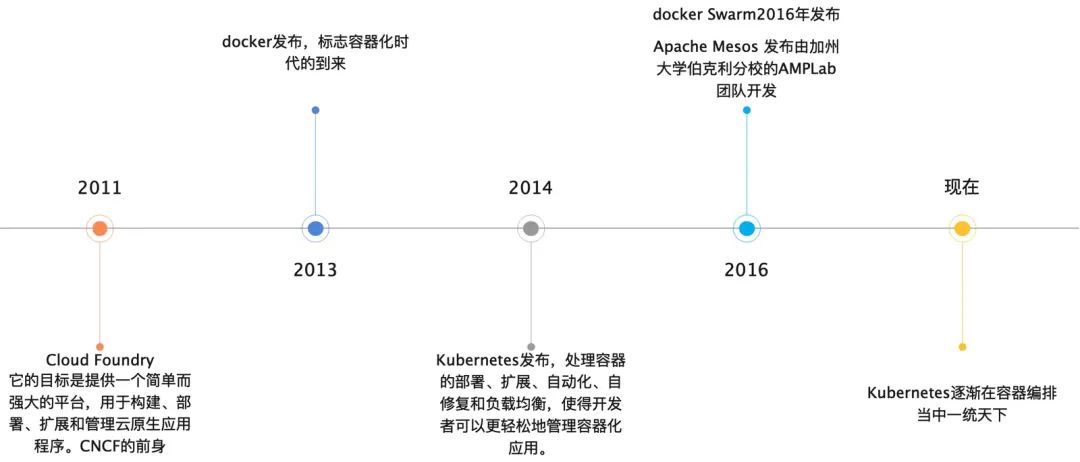 2011
Cloud Foundry
它的目标是提供一个简单而
强大的平台，用于构建、部
署、扩展和管理云原生应用
程序。CNCF的前身
docker发布，标志容器化时
代的到来
2013
2014
Kubernetes发布，处理容器
的部署、扩展、自动化、自
修复和负载均衡，使得开发
者可以更轻松地管理容器化
应用。
docker Swarm2016年发布
Apache Mesos 发布由加州
大学伯克利分校的AMPLab
团队开发
2016
现在
Kubernetes逐渐在容器编排
当中一统天下